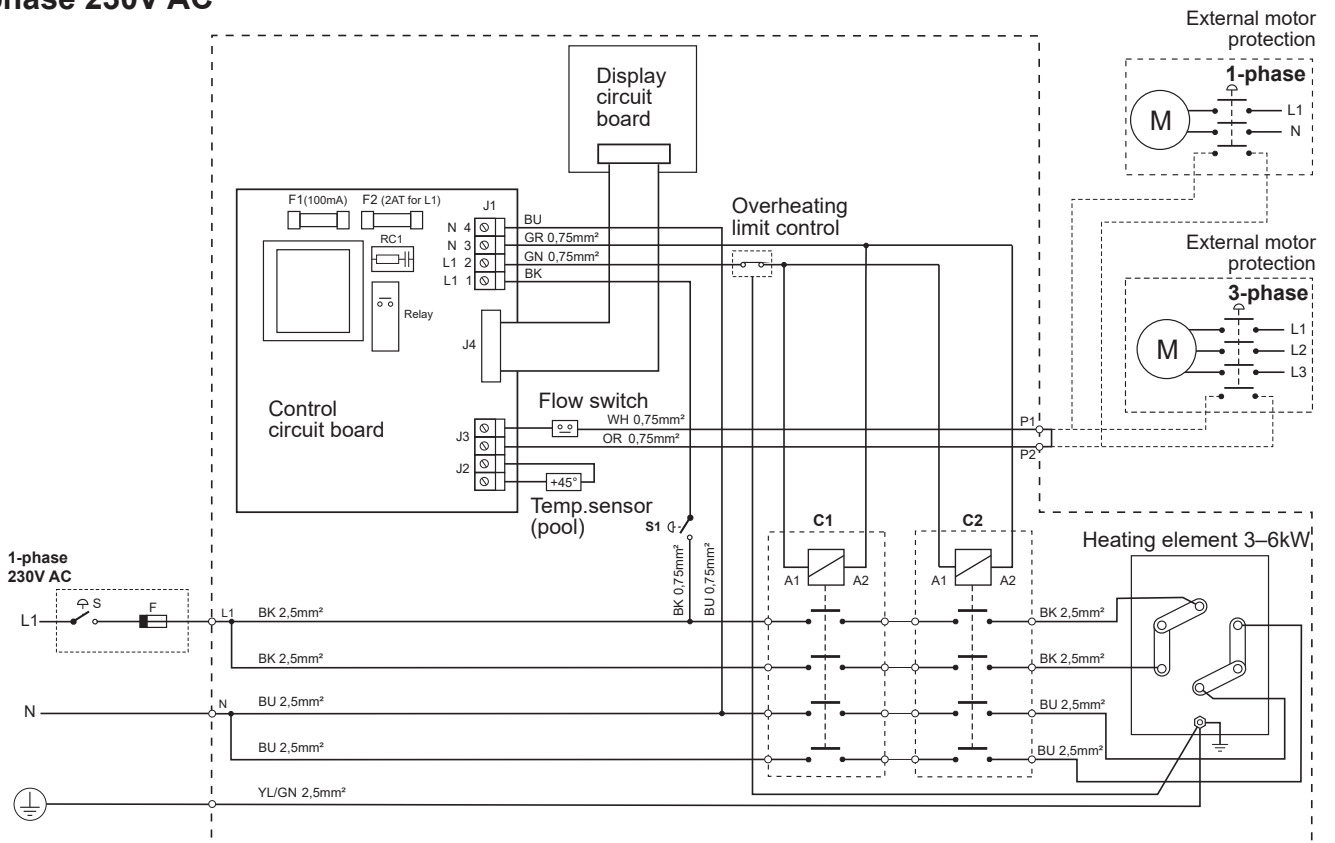 phase 230V AC
External motor
protection
1-phase
M
L1
N
External motor
protection
3-phase
M
L1
L2
L3
Display
circuit
board
F1(100mA)
F2 (2AT for L1)
J1
N 4
N 3
L1 2
L1 1
RC1
Relay
BU
GR 0,75mm²
GN 0,75mm²
BK
Overheating
limit control
J4
Control
circuit board
Flow switch
WH 0,75mm²
OR 0,75mm²
J3
J2
+45°
Temp.sensor
(pool)
P1
P2
S1
BK 0,75mm²
BU 0,75mm²
C1
A1
A2
C2
A1
A2
Heating element 3–6kW
1-phase
230V AC
L1
S
F
L1
BK 2,5mm²
BK 2,5mm²
BK 2,5mm²
BK 2,5mm²
N
N
BU 2,5mm²
BU 2,5mm²
BU 2,5mm²
BU 2,5mm²
YL/GN 2,5mm²